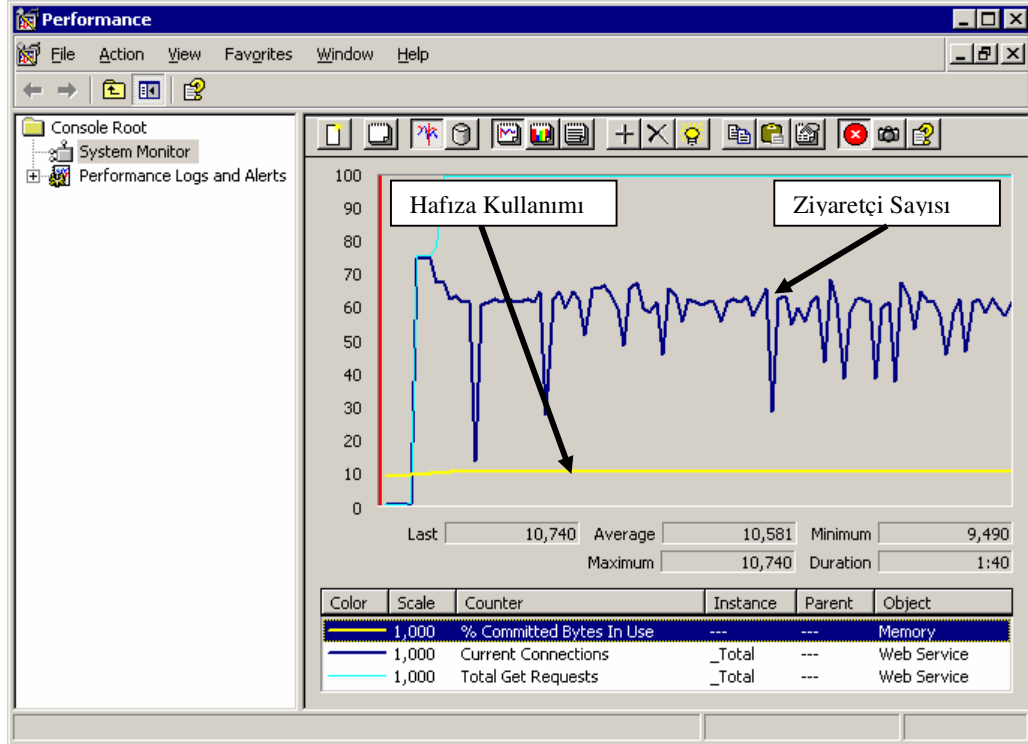 Performance
File Action View Favorites Window Help
Console Root
System Monitor
Performance Logs and Alerts
100
90
80
70
60
50
40
30
20
10
0
Hafıza Kullanımı
Ziyaretçi Sayısı
Last 10,740 Average 10,581 Minimum 9,490
Maximum 10,740 Duration 1:40
Color Scale Counter Instance Parent Object
1,000 % Committed Bytes In Use --- --- Memory
1,000 Current Connections _Total --- Web Service
1,000 Total Get Requests _Total --- Web Service